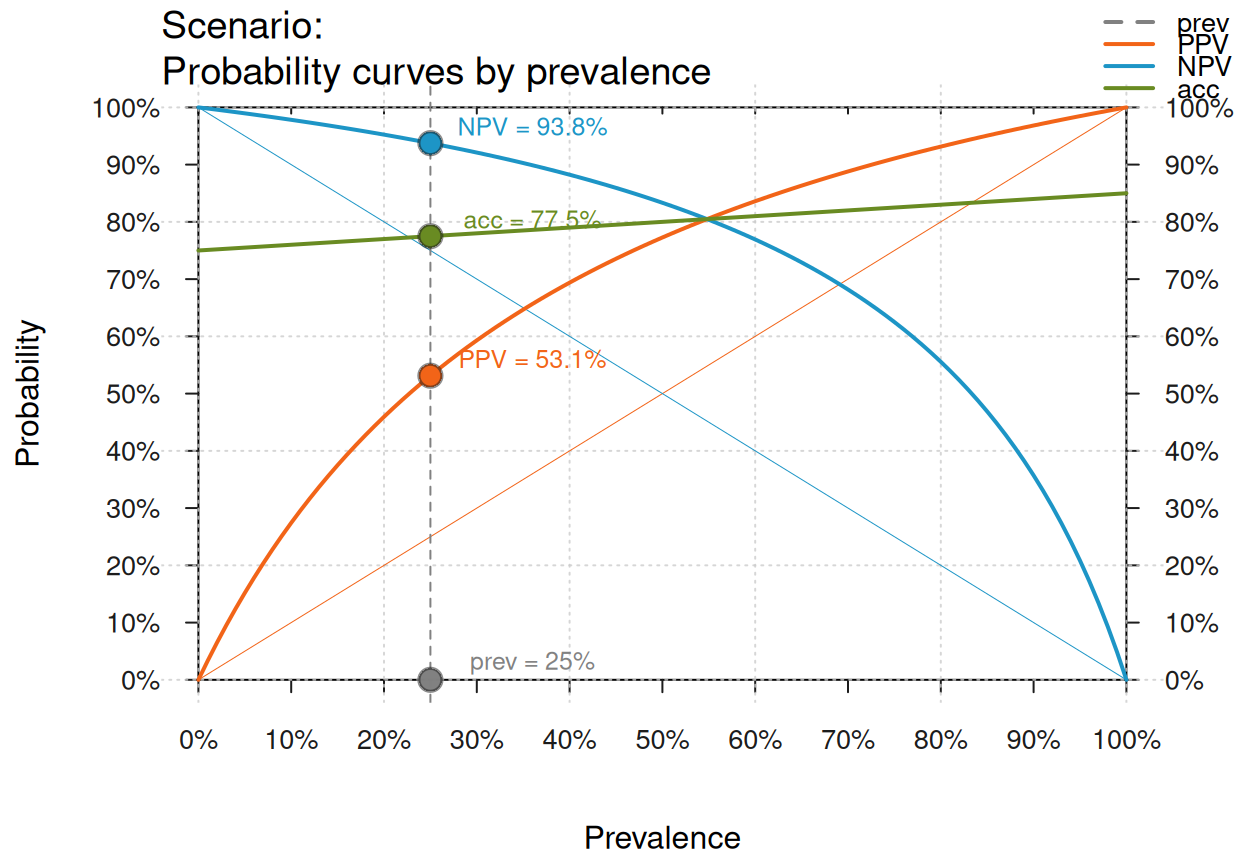 Scenario:
Probability curves by prevalence
prev
PPV
NPV
acc
100%
90%
80%
70%
60%
50%
40%
30%
20%
10%
0%
Probability
NPV = 93.8%
acc = 77.5%
PPV = 53.1%
prev = 25%
100%
90%
80%
70%
60%
50%
40%
30%
20%
10%
0%
0% 10% 20% 30% 40% 50% 60% 70% 80% 90% 100%
Prevalence